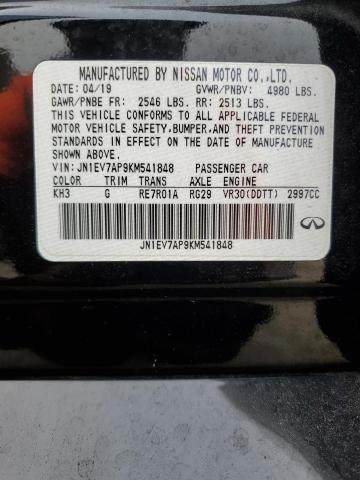 MANUFACTURED BY NISSAN MOTOR CO.,LTD.
DATE: 04/19 GVWR/PNBV: 4980 LBS.
GAWR/PNBE FR: 2546 LBS. RR: 2513 LBS.
THIS VEHICLE CONFORMS TO ALL APPLICABLE FEDERAL
MOTOR VEHICLE SAFETY,BUMPER,AND THEFT PREVENTION
STANDARDS IN EFFECT ON THE DATE OF MANUFACTURE
SHOWN ABOVE.
VIN: JN1EV7AP9KM541848 PASSENGER CAR
COLOR TRIM TRANS AXLE ENGINE
KH3 G RE7R01A RG29 VR30(DDTT) 2997CC
JN1EV7AP9KM541848